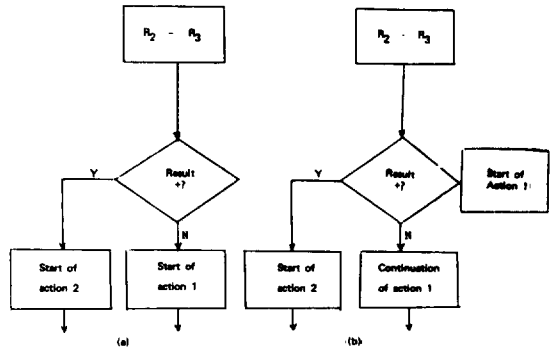 R2 - R3
Result
+?
Y
N
Start of
action 2
Start of
action 1
(a)
R2 - R3
Result
+?
Start of
Action 1
Y
N
Start of
action 2
Continuation
of action 1
(b)